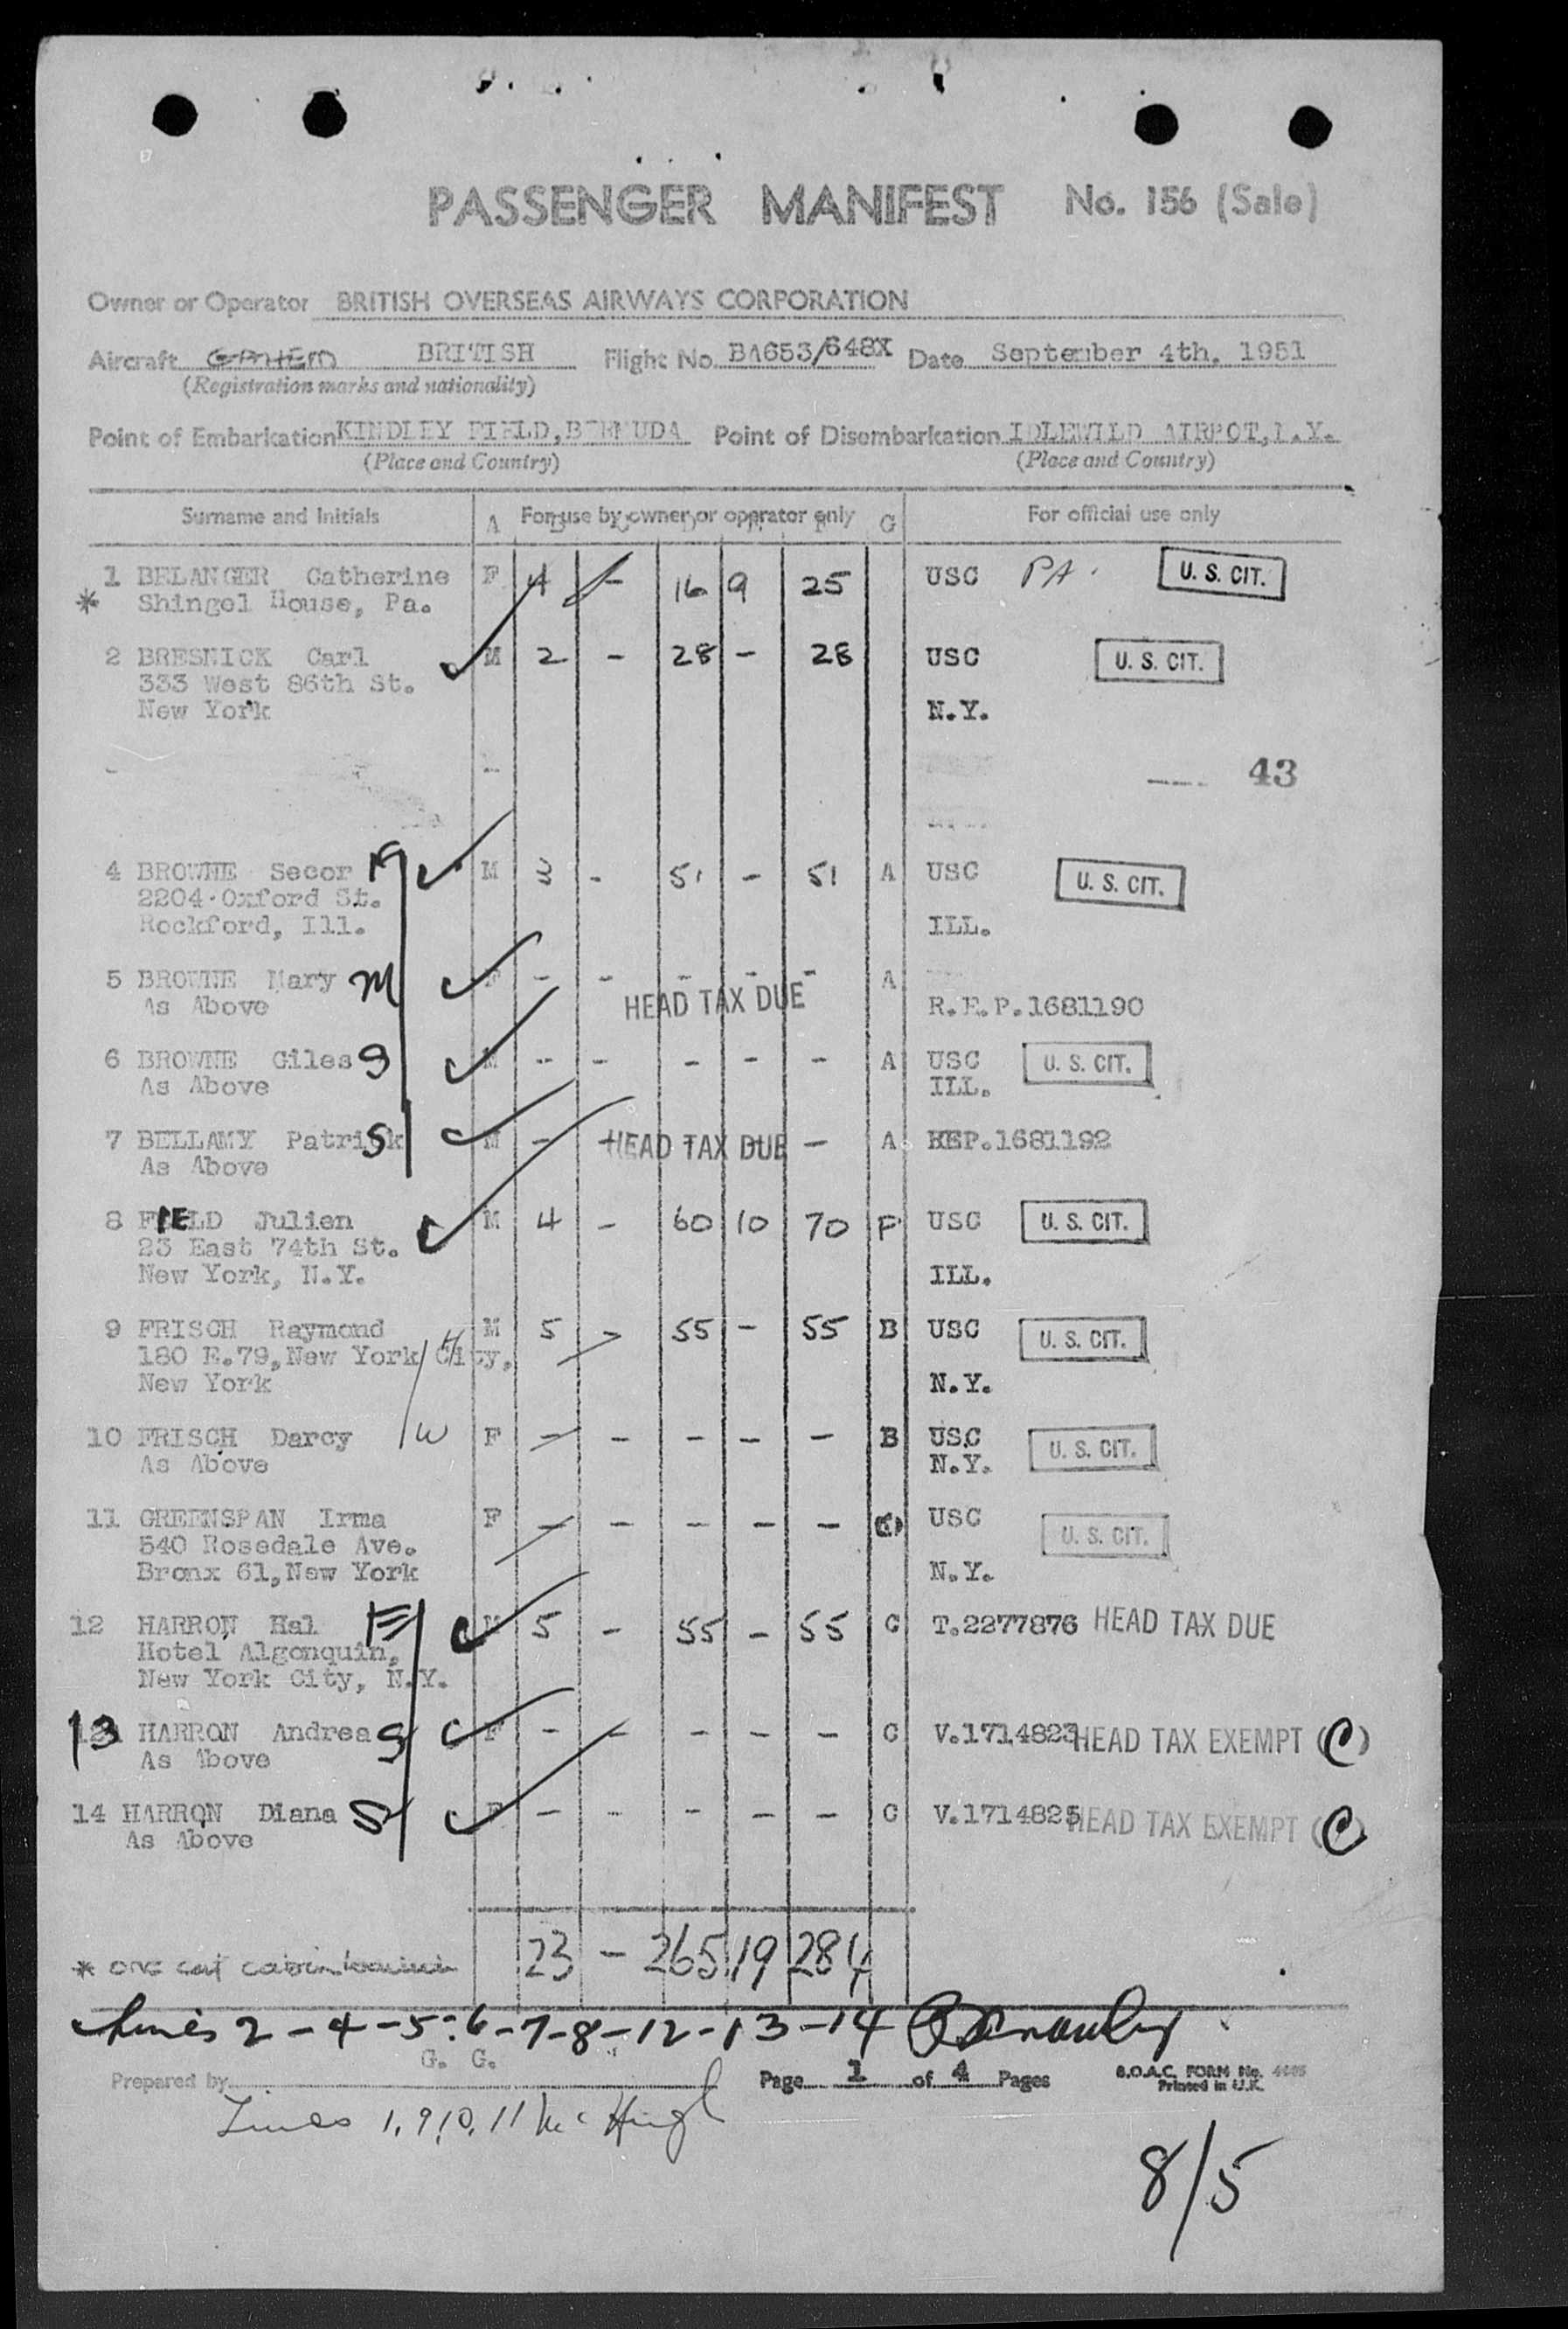 PASSENGER MANIFEST No. 156 (Sale)
Owner or Operator BRITISH OVERSEAS AIRWAYS CORPORATION
Aircraft BRITISH Flight No. BA653/648X Date September 4th. 1951
(Registration marks and nationality)
Point of Embarkation KINDLEY FIELD, BERMUDA Point of Disembarkation IDLEWILD AIRPOT, N.Y.
(Place and Country) (Place and Country)
Surname and Initials A For use by owner or operator only G For official use only
1 BELANGER Catherine F 4 - 16 9 25 USC PA. U. S. CIT.
* Shingel House, Pa.
2 BRESNICK Carl M 2 - 28 - 28 USC U. S. CIT.
333 West 86th St.
New York N.Y.
43
4 BROWNE Secor F M 3 - 51 - 51 A USC U. S. CIT.
2204 Oxford St.
Rockford, Ill. ILL.
5 BROWNE Mary M F - - - - - A
As Above HEAD TAX DUE R.E.P.1681190
6 BROWNE Giles S M - - - - - A USC U. S. CIT.
As Above ILL.
7 BELLAMY Patrick S M - - HEAD TAX DUE - A REP.1681192
As Above
8 FIELD Julien M 4 - 60 10 70 F USC U. S. CIT.
23 East 74th St.
New York, N.Y. ILL.
9 FRISCH Raymond H M 5 - 55 - 55 B USC U. S. CIT.
180 E.79, New York City,
New York N.Y.
10 FRISCH Darcy W F - - - - - B USC U. S. CIT.
As Above N.Y.
11 GREENSPAN Irma F - - - - - USC U. S. CIT.
540 Rosedale Ave.
Bronx 61, New York N.Y.
12 HARRON Hal F M 5 - 55 - 55 C T.2277876 HEAD TAX DUE
Hotel Algonquin,
New York City, N.Y.
13 HARRON Andrea S F - - - - - C V.1714823 HEAD TAX EXEMPT (C)
As Above
14 HARRON Diana S F - - - - - C V.1714825 HEAD TAX EXEMPT (C)
As Above
23 - 265 19 284
* one cat cabin
Lines 2-4-5-6-7-8-12-13-14
G. G.
Prepared by Page 1 of 4 Pages B.O.A.C. FORM No.
Printed in U.K.
Lines 1, 9, 10, 11 McHugh
8/5